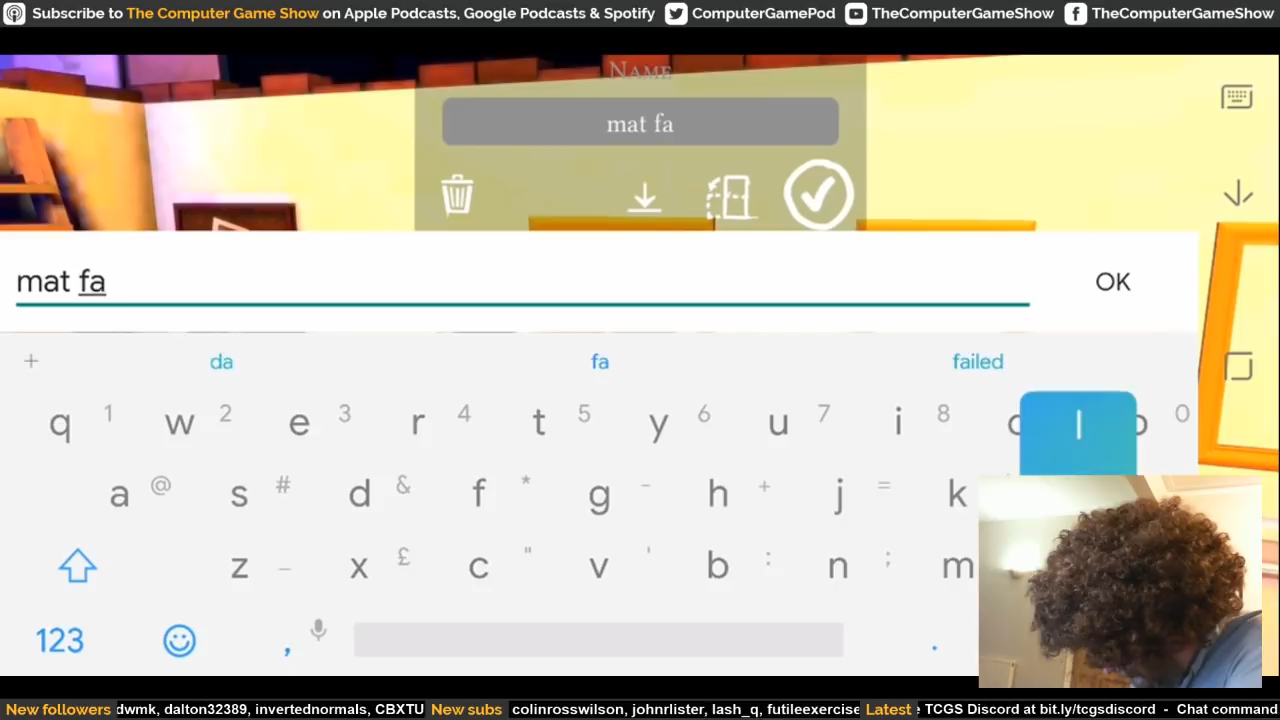 Subscribe to The Computer Game Show on Apple Podcasts, Google Podcasts & Spotify ComputerGamePod TheComputerGameShow TheComputerGameShow
NAME
mat fa
mat fa OK
+ da fa failed
q 1 w 2 e 3 r 4 t 5 y 6 u 7 i 8 0
a @ s # d & f * g - h + j = k l
z _ x £ c " v ' b : n ; m
123 , .
New followers dwmk, dalton32389, invertednormals, CBXTU New subs colinrosswilson, johnrlister, lash_q, futileexercise Latest : TCGS Discord at bit.ly/tcgsdiscord - Chat command